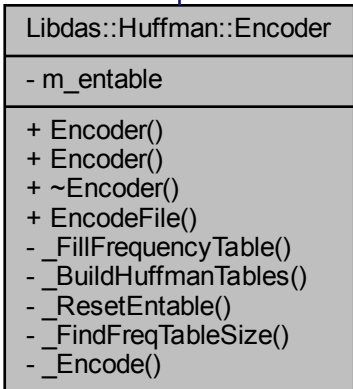 Libdas::Huffman::Encoder
- m_entable
+ Encoder()
+ Encoder()
+ ~Encoder()
+ EncodeFile()
- _FillFrequencyTable()
- _BuildHuffmanTables()
- _ResetEntable()
- _FindFreqTableSize()
- _Encode()